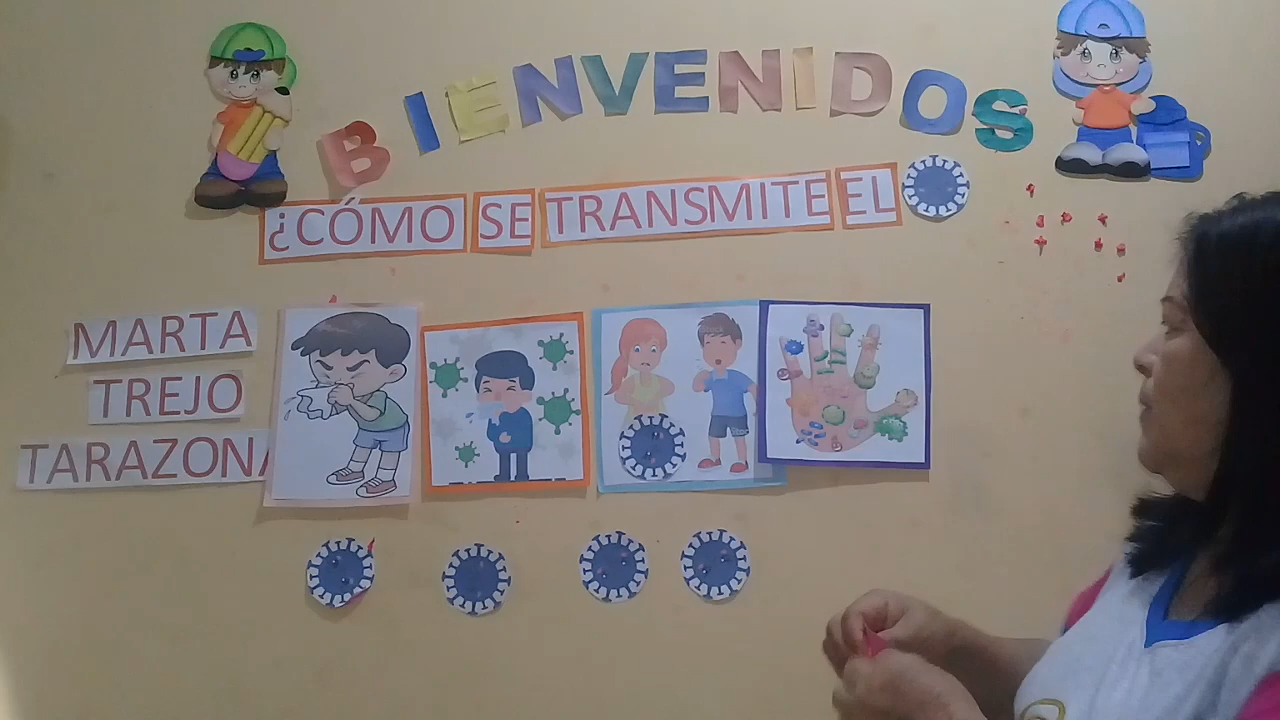 BIENVENIDOS
¿CÓMO SE TRANSMITE EL
MARTA
TREJO
TARAZONA